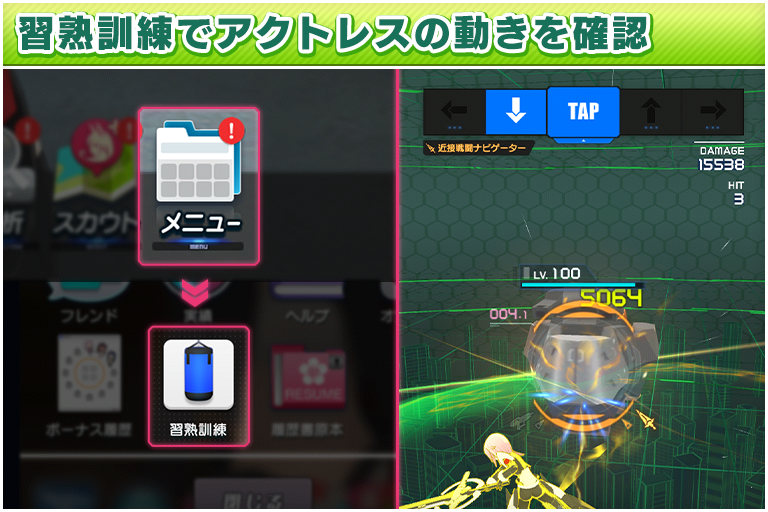 習熟訓練でアクトレスの動きを確認
!
!
!
断
スカウト
メニュー
MENU
フレンド
実績
ヘルプ
オ
ボーナス履歴
習熟訓練
RESUME
履歴書原本
閉じる
TAP
近接戦闘ナビゲーター
DAMAGE
15538
HIT
3
LV. 100
5064
004.1